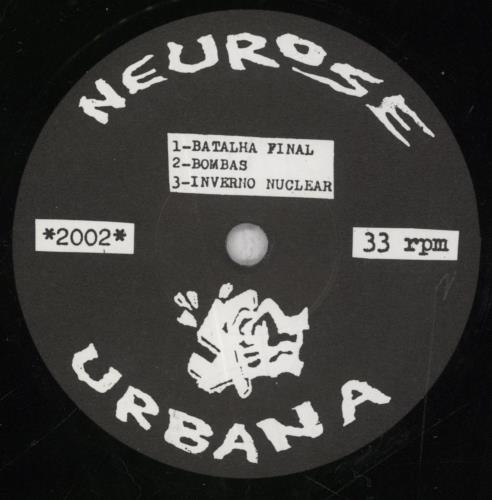 NEUROSE
1-BATALHA FINAL
2-BOMBAS
3-INVERNO NUCLEAR
*2002*
33 rpm
URBANA